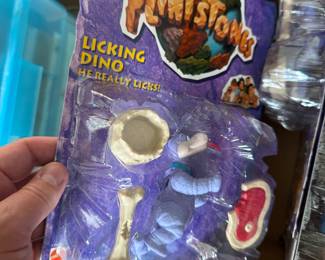 FLINTSTONES
LICKING
DINO
HE REALLY LICKS!